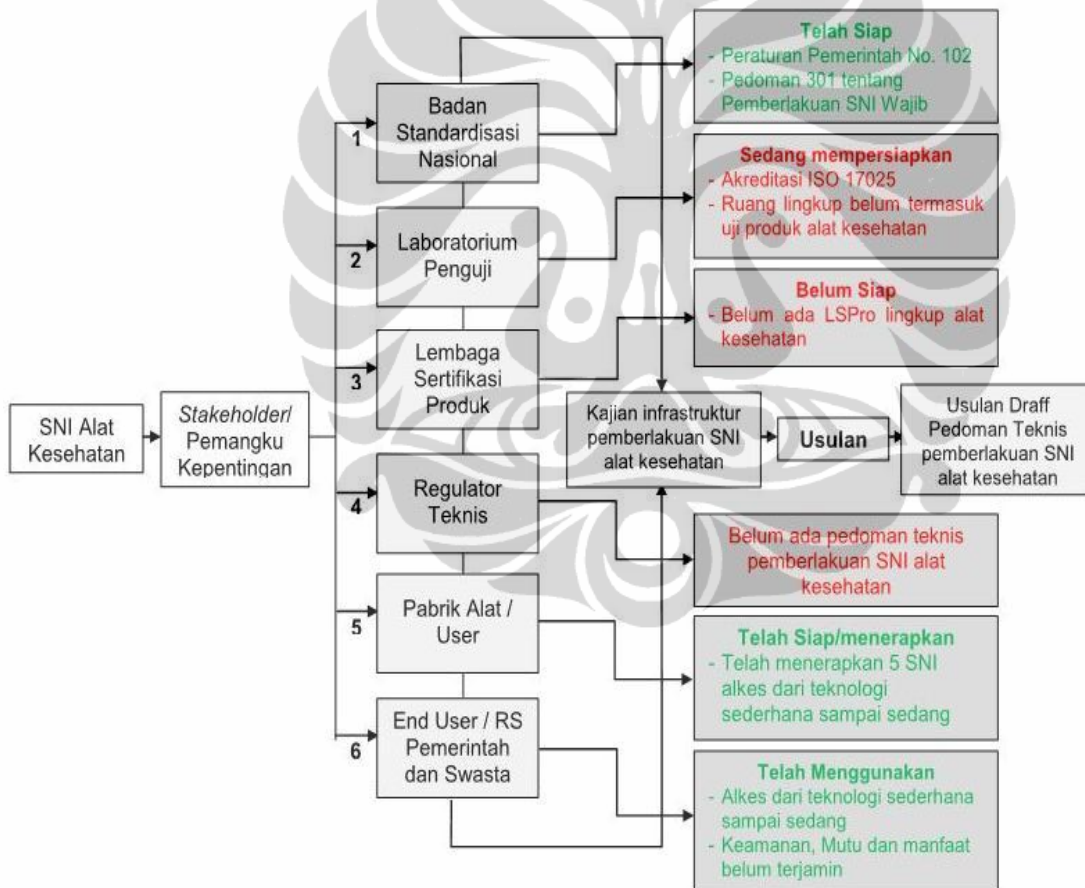 SNI Alat
Kesehatan
Stakeholder/
Pemangku
Kepentingan
1
Badan
Standardisasi
Nasional
Telah Siap
- Peraturan Pemerintah No. 102
- Pedoman 301 tentang
Pemberlakuan SNI Wajib
2
Laboratorium
Penguji
Sedang mempersiapkan
- Akreditasi ISO 17025
- Ruang lingkup belum termasuk
uji produk alat kesehatan
3
Lembaga
Sertifikasi
Produk
Belum Siap
- Belum ada LSPro lingkup alat
kesehatan
4
Regulator
Teknis
Belum ada pedoman teknis
pemberlakuan SNI alat
kesehatan
5
Pabrik Alat /
User
Telah Siap/menerapkan
- Telah menerapkan 5 SNI
alkes dari teknologi
sederhana sampai sedang
6
End User / RS
Pemerintah
dan Swasta
Telah Menggunakan
- Alkes dari teknologi sederhana
sampai sedang
- Keamanan, Mutu dan manfaat
belum terjamin
Kajian infrastruktur
pemberlakuan SNI
alat kesehatan
Usulan
Usulan Draff
Pedoman Teknis
pemberlakuan SNI
alat kesehatan